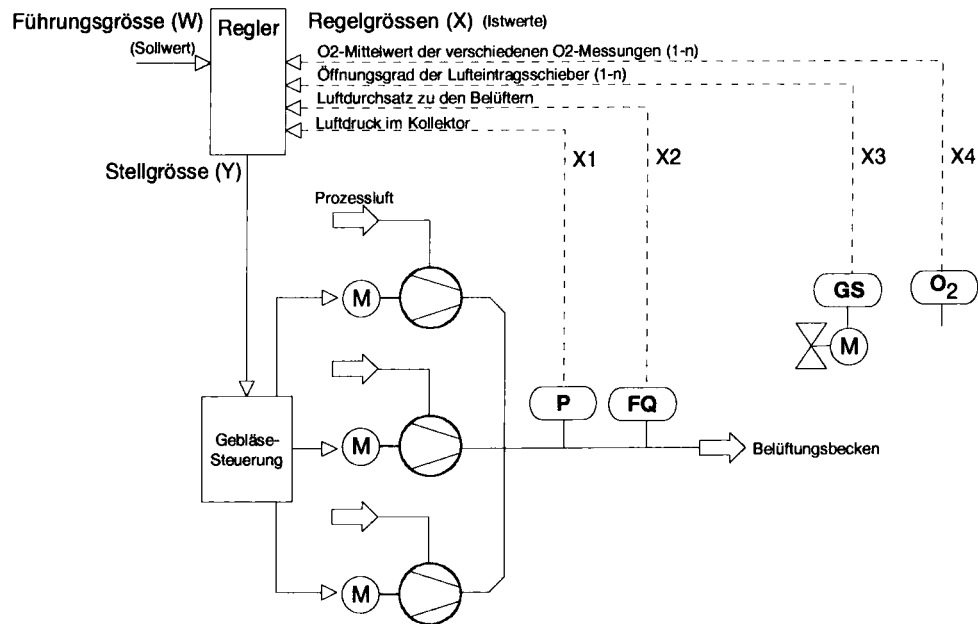 Führungsgrösse (W)
(Sollwert)
Regler
Regelgrössen (X) (Istwerte)
O2-Mittelwert der verschiedenen O2-Messungen (1-n)
Öffnungsgrad der Lufteintragsschieber (1-n)
Luftdurchsatz zu den Belüftern
Luftdruck im Kollektor
X1
X2
X3
X4
Stellgrösse (Y)
Prozessluft
M
GS
O2
M
P
FQ
Gebläse-
Steuerung
M
Belüftungsbecken
M